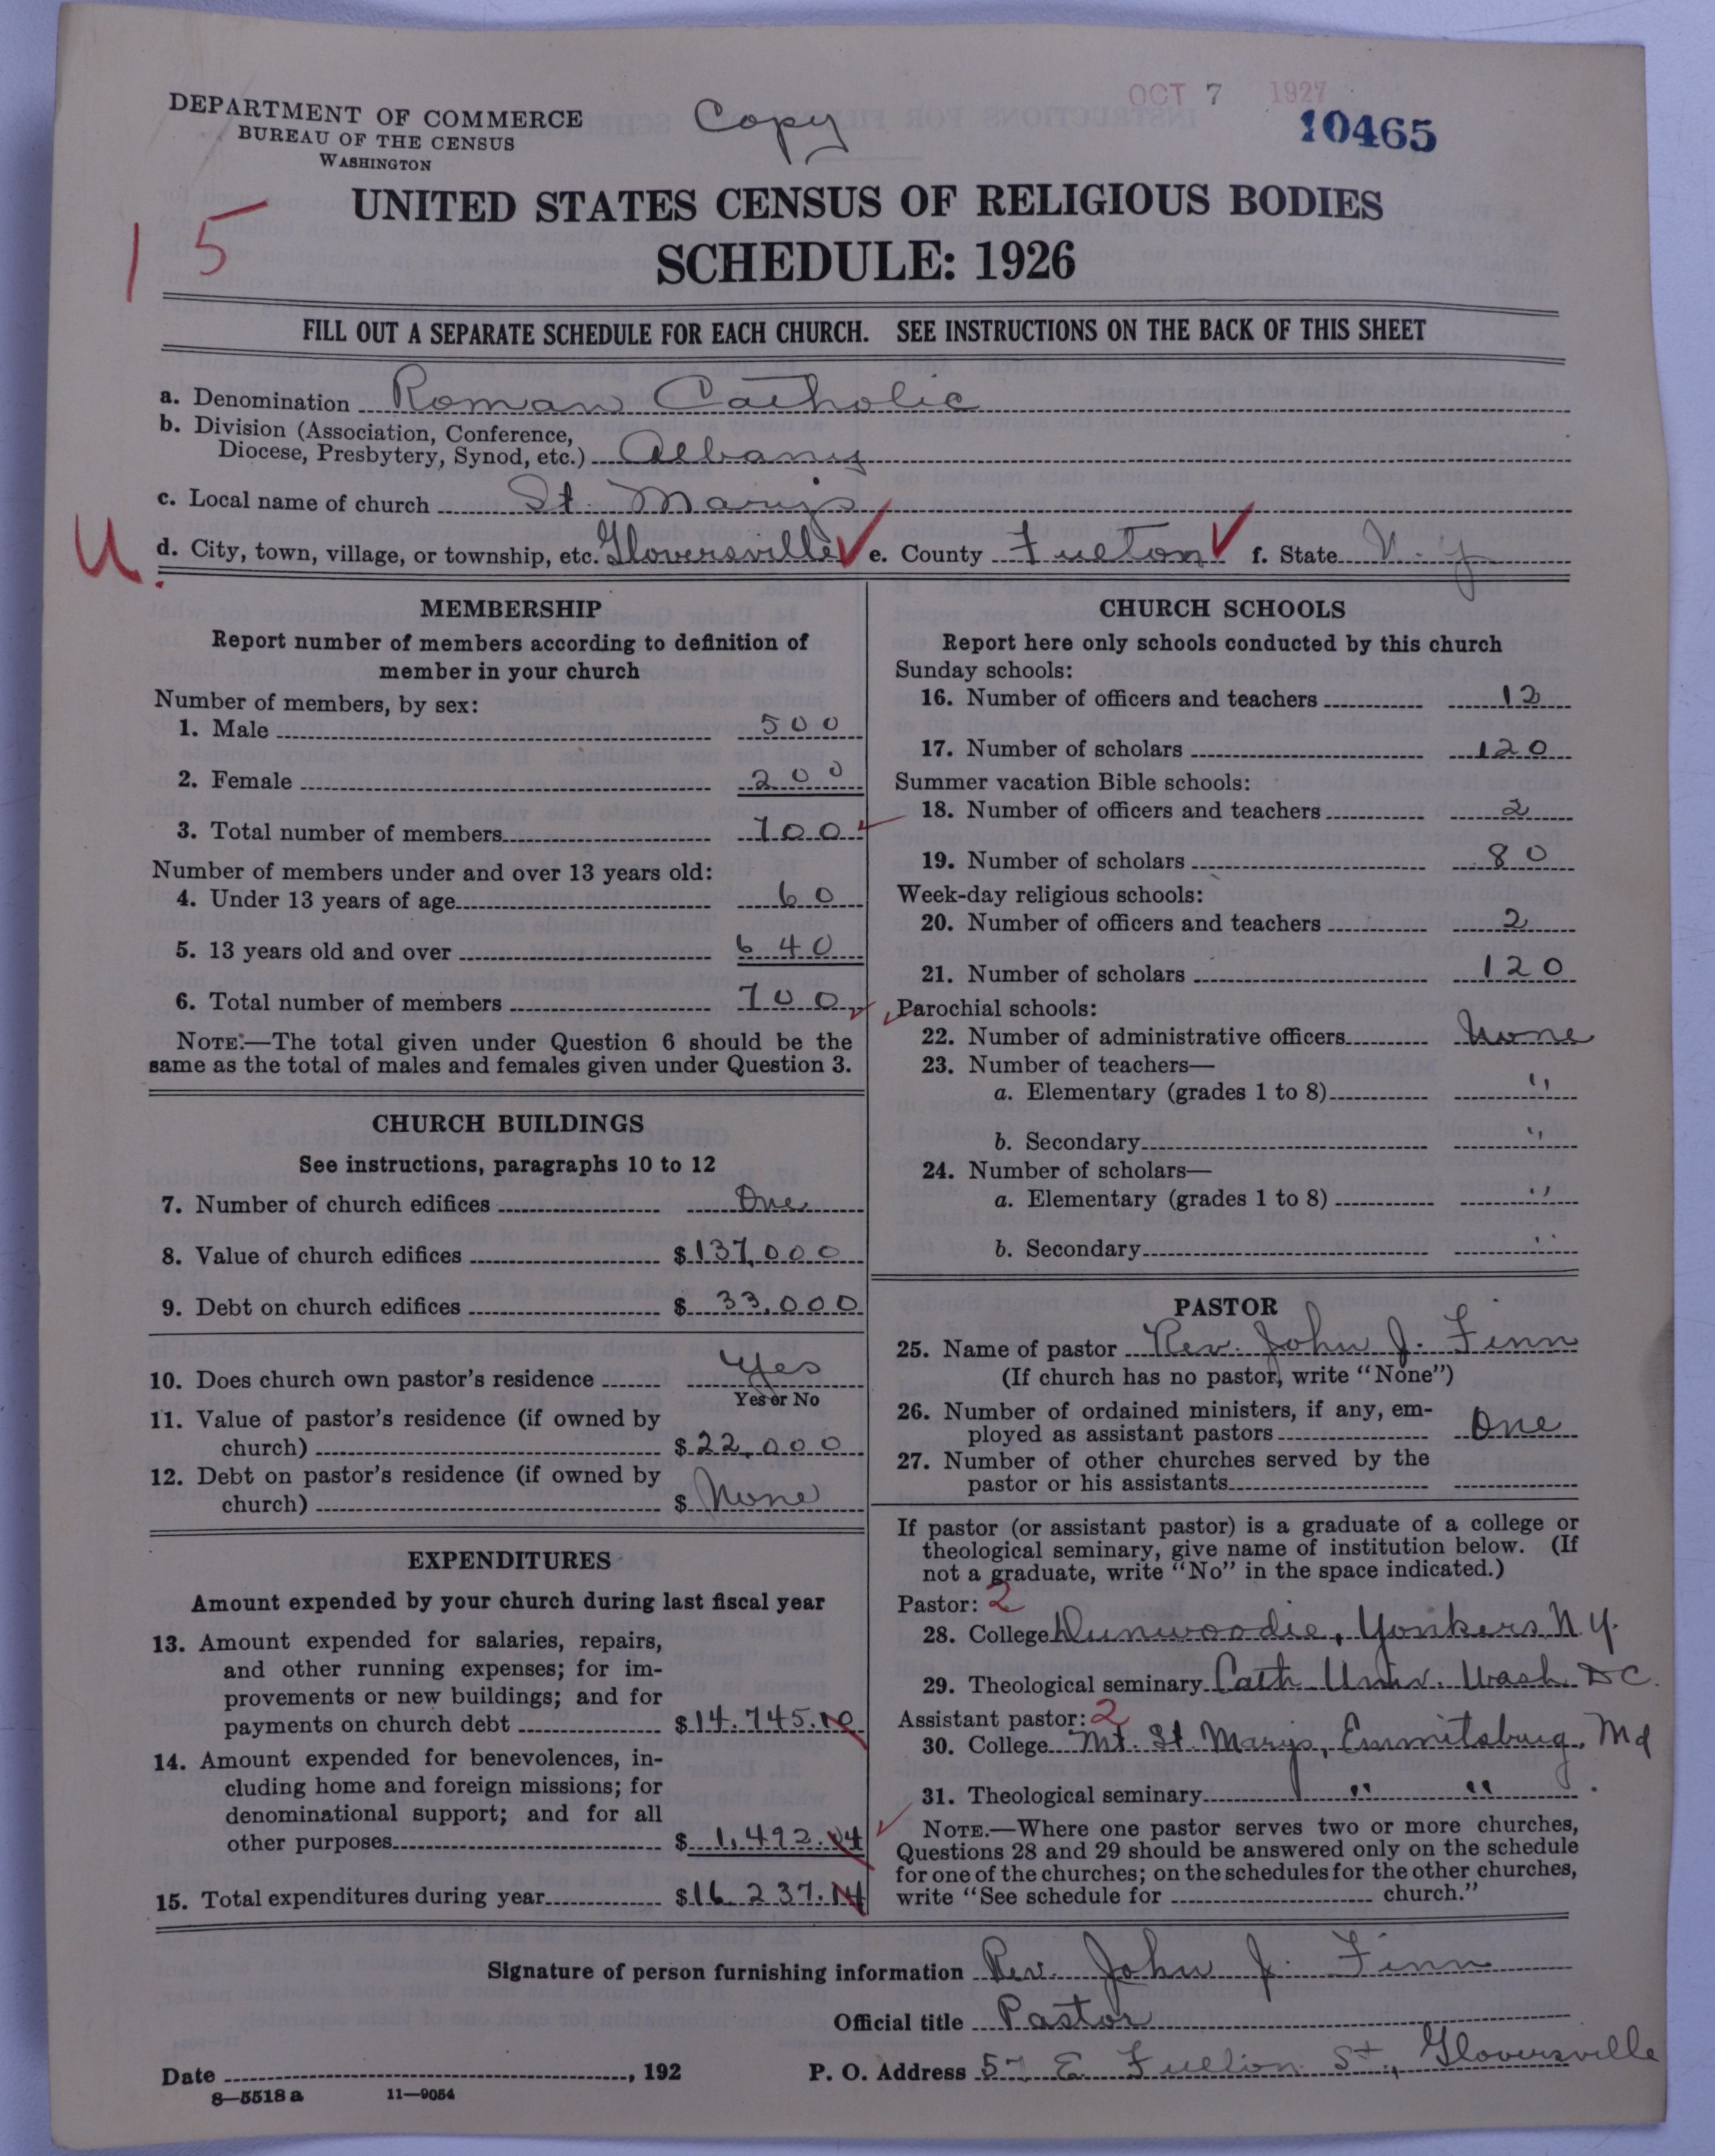 OCT 7 1927
DEPARTMENT OF COMMERCE
BUREAU OF THE CENSUS
WASHINGTON
Copy
10465
UNITED STATES CENSUS OF RELIGIOUS BODIES
SCHEDULE: 1926
15
FILL OUT A SEPARATE SCHEDULE FOR EACH CHURCH. SEE INSTRUCTIONS ON THE BACK OF THIS SHEET
a. Denomination Roman Catholic
b. Division (Association, Conference,
Diocese, Presbytery, Synod, etc.) Albany
c. Local name of church St. Mary's
U.
d. City, town, village, or township, etc. Gloversville e. County Fulton f. State N.y
MEMBERSHIP
Report number of members according to definition of
member in your church
Number of members, by sex:
1. Male 500
2. Female 200
3. Total number of members 700
Number of members under and over 13 years old:
4. Under 13 years of age 60
5. 13 years old and over 640
6. Total number of members 700
NOTE.—The total given under Question 6 should be the
same as the total of males and females given under Question 3.
CHURCH BUILDINGS
See instructions, paragraphs 10 to 12
7. Number of church edifices One
8. Value of church edifices $137,000
9. Debt on church edifices $33,000
10. Does church own pastor's residence Yes
Yes or No
11. Value of pastor's residence (if owned by
church) $22,000
12. Debt on pastor's residence (if owned by
church) $ None
EXPENDITURES
Amount expended by your church during last fiscal year
13. Amount expended for salaries, repairs,
and other running expenses; for im-
provements or new buildings; and for
payments on church debt $14.745.10
14. Amount expended for benevolences, in-
cluding home and foreign missions; for
denominational support; and for all
other purposes $1,492.04
15. Total expenditures during year $16 237.14
CHURCH SCHOOLS
Report here only schools conducted by this church
Sunday schools:
16. Number of officers and teachers 12
17. Number of scholars 120
Summer vacation Bible schools:
18. Number of officers and teachers 2
19. Number of scholars 80
Week-day religious schools:
20. Number of officers and teachers 2
21. Number of scholars 120
Parochial schools:
22. Number of administrative officers None
23. Number of teachers—
a. Elementary (grades 1 to 8) "
b. Secondary "
24. Number of scholars—
a. Elementary (grades 1 to 8) "
b. Secondary "
PASTOR
25. Name of pastor Rev. John J. Finn
(If church has no pastor, write "None")
26. Number of ordained ministers, if any, em-
ployed as assistant pastors One
27. Number of other churches served by the
pastor or his assistants
If pastor (or assistant pastor) is a graduate of a college or
theological seminary, give name of institution below. (If
not a graduate, write "No" in the space indicated.)
Pastor: 2
28. College Dunwoodie, Yonkers, N.Y.
29. Theological seminary Cath Univ. Wash. DC.
Assistant pastor: 2
30. College Mt. St Marys, Emmitsburg, Md
31. Theological seminary " "
NOTE.—Where one pastor serves two or more churches,
Questions 28 and 29 should be answered only on the schedule
for one of the churches; on the schedules for the other churches,
write "See schedule for church."
Signature of person furnishing information Rev. John J. Finn
Official title Pastor
Date , 192
P. O. Address 57 E Fulton St., Gloversville
8—5518 a 11—9054